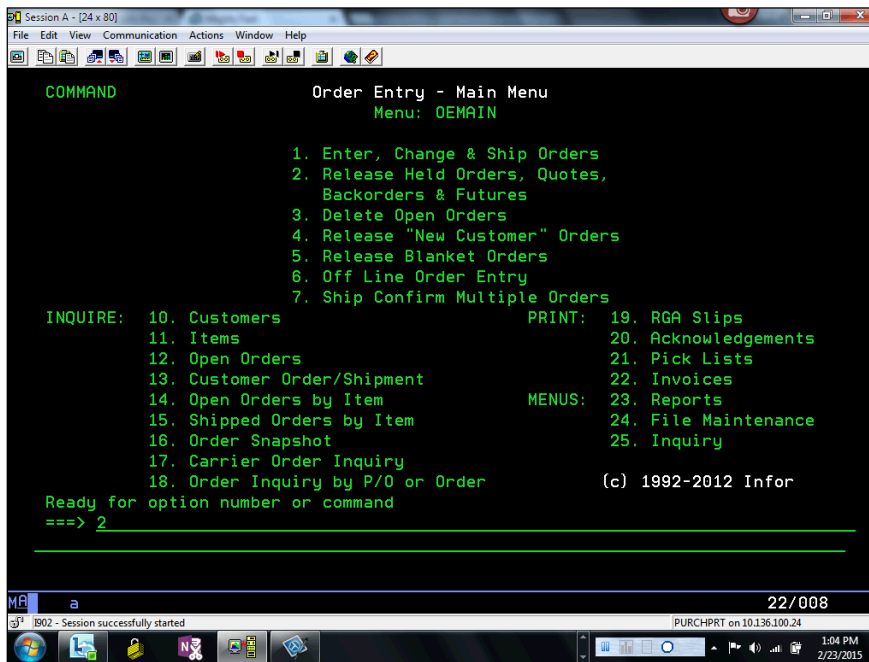 Session A - [24 x 80]
File Edit View Communication Actions Window Help
COMMAND Order Entry - Main Menu
Menu: OEMAIN
1. Enter, Change & Ship Orders
2. Release Held Orders, Quotes,
Backorders & Futures
3. Delete Open Orders
4. Release "New Customer" Orders
5. Release Blanket Orders
6. Off Line Order Entry
7. Ship Confirm Multiple Orders
INQUIRE: 10. Customers PRINT: 19. RGA Slips
11. Items 20. Acknowledgements
12. Open Orders 21. Pick Lists
13. Customer Order/Shipment 22. Invoices
14. Open Orders by Item MENUS: 23. Reports
15. Shipped Orders by Item 24. File Maintenance
16. Order Snapshot 25. Inquiry
17. Carrier Order Inquiry
18. Order Inquiry by P/O or Order (c) 1992-2012 Infor
Ready for option number or command
===> 2
MA a 22/008
I902 - Session successfully started PURCHPRT on 10.136.100.24
1:04 PM
2/23/2015